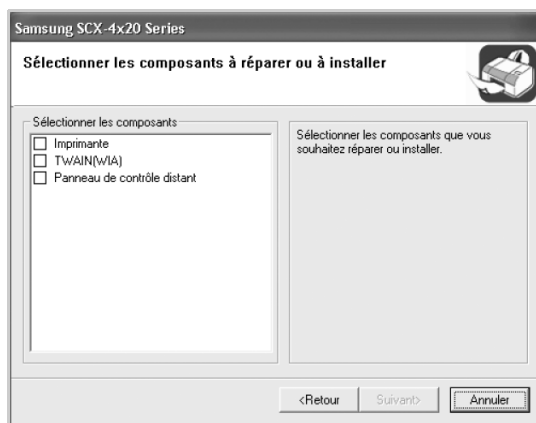 Samsung SCX-4x20 Series
Sélectionner les composants à réparer ou à installer
Sélectionner les composants
Imprimante
TWAIN(WIA)
Panneau de contrôle distant
Sélectionner les composants que vous
souhaitez réparer ou installer.
<Retour
Suivant>
Annuler